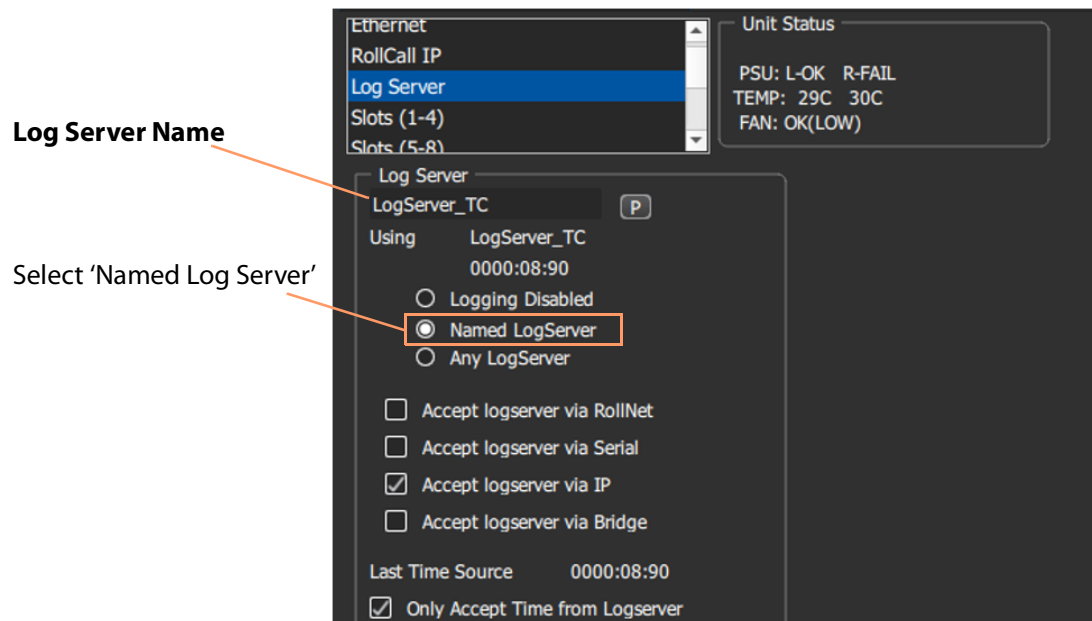 Ethernet
RollCall IP
Log Server
Slots (1-4)
Slots (5-8)
Unit Status
PSU: L-OK R-FAIL
TEMP: 29C 30C
FAN: OK(LOW)
Log Server Name
Log Server
LogServer_TC
P
Using LogServer_TC
0000:08:90
Select ‘Named Log Server’
Logging Disabled
Named LogServer
Any LogServer
Accept logserver via RollNet
Accept logserver via Serial
Accept logserver via IP
Accept logserver via Bridge
Last Time Source 0000:08:90
Only Accept Time from Logserver